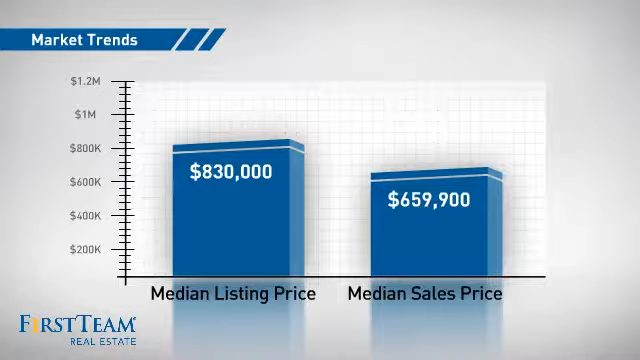 Market Trends
$1.2M
$1M
$800K
$600K
$400K
$200K
$830,000
$659,900
Median Listing Price
Median Sales Price
FIRSTTEAM®
REAL ESTATE